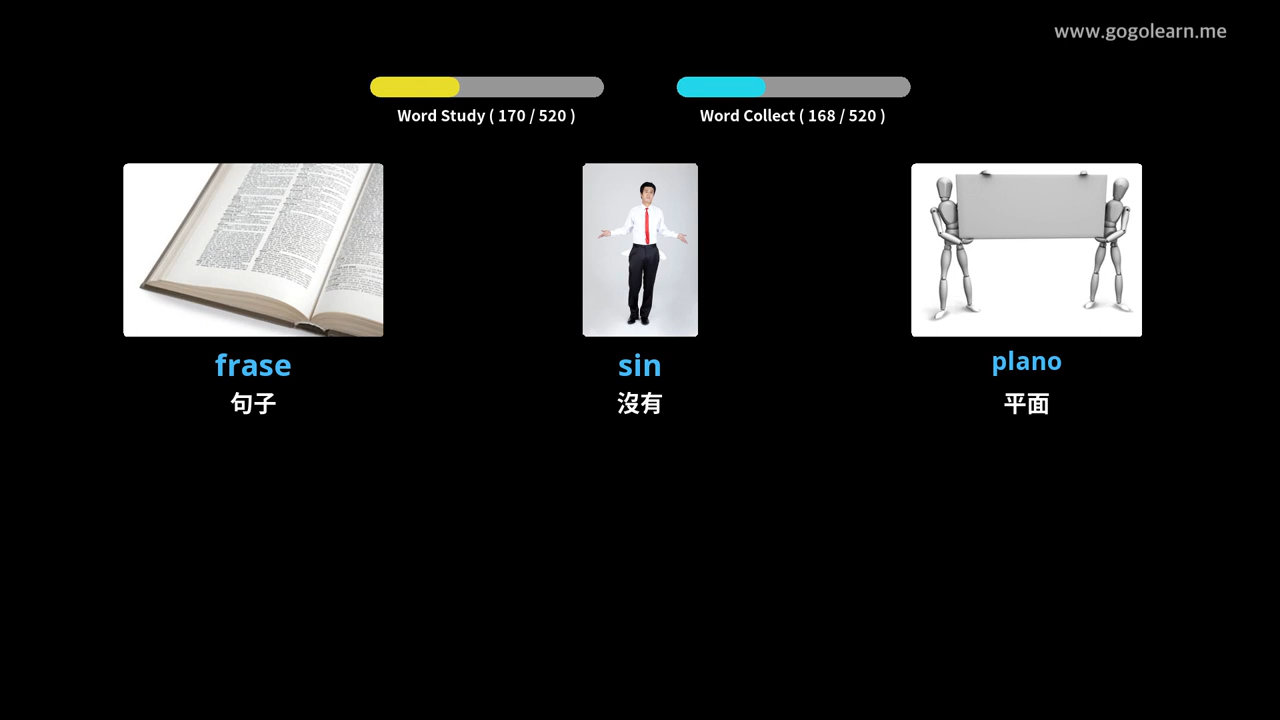 www.gogolearn.me
Word Study ( 170 / 520 )
Word Collect ( 168 / 520 )
frase
sin
plano
句子
沒有
平面